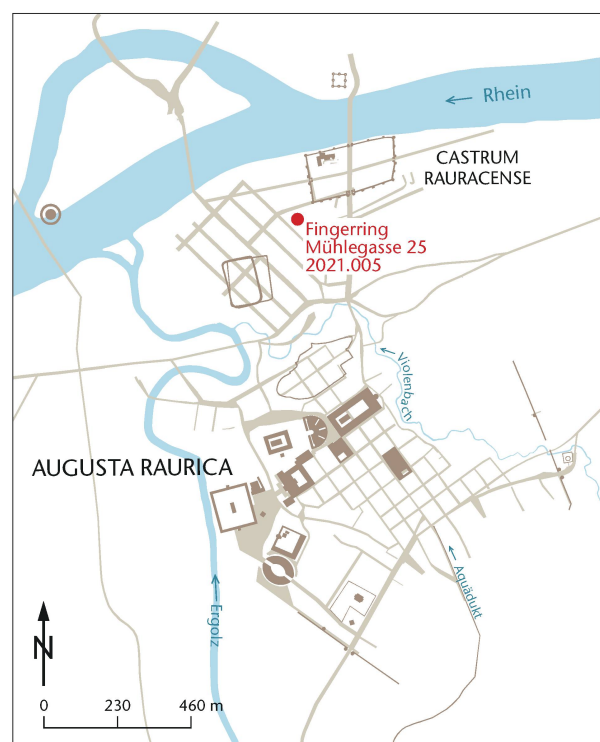 Rhein
CASTRUM
RAURACENSE
Fingerring
Mühlegasse 25
2021.005
Violenbach
AUGUSTA RAURICA
Aquädukt
Ergolz
N
0 230 460 m